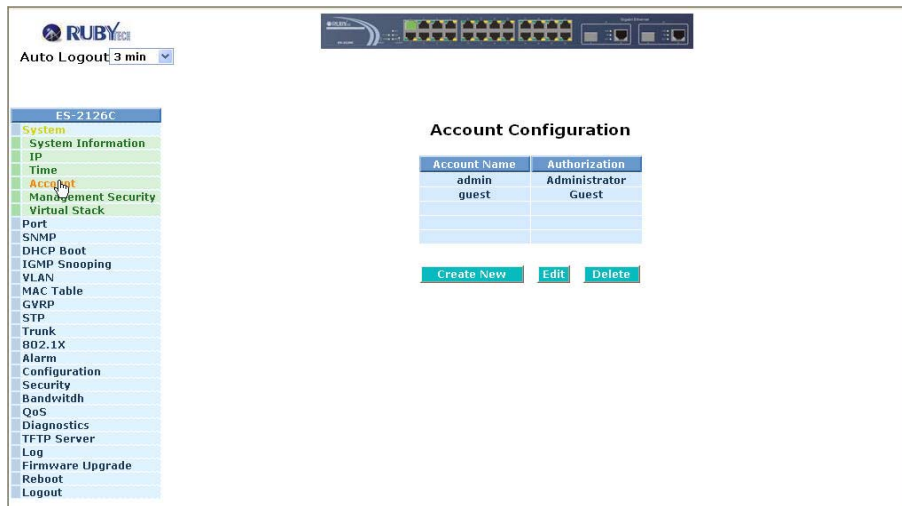 RUBYTECH
Auto Logout 3 min
ES-2126C
System
System Information
IP
Time
Account
Management Security
Virtual Stack
Port
SNMP
DHCP Boot
IGMP Snooping
VLAN
MAC Table
GVRP
STP
Trunk
802.1X
Alarm
Configuration
Security
Bandwitdh
QoS
Diagnostics
TFTP Server
Log
Firmware Upgrade
Reboot
Logout
Account Configuration
Account Name Authorization
admin Administrator
guest Guest
Create New Edit Delete